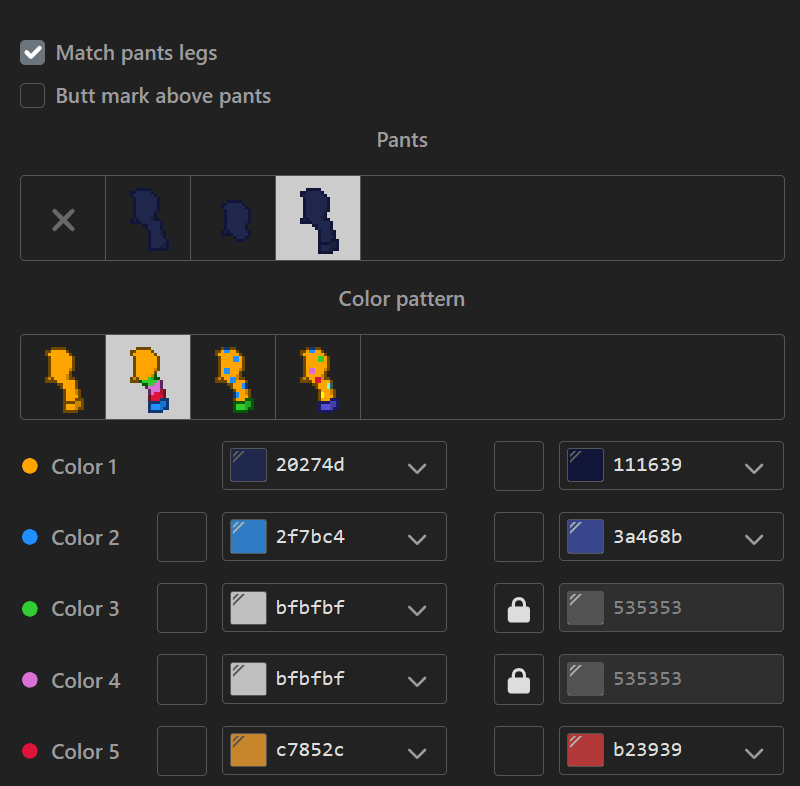 Match pants legs
Butt mark above pants
Pants
Color pattern
Color 1 20274d 111639
Color 2 2f7bc4 3a468b
Color 3 bfbfbf 535353
Color 4 bfbfbf 535353
Color 5 c7852c b23939